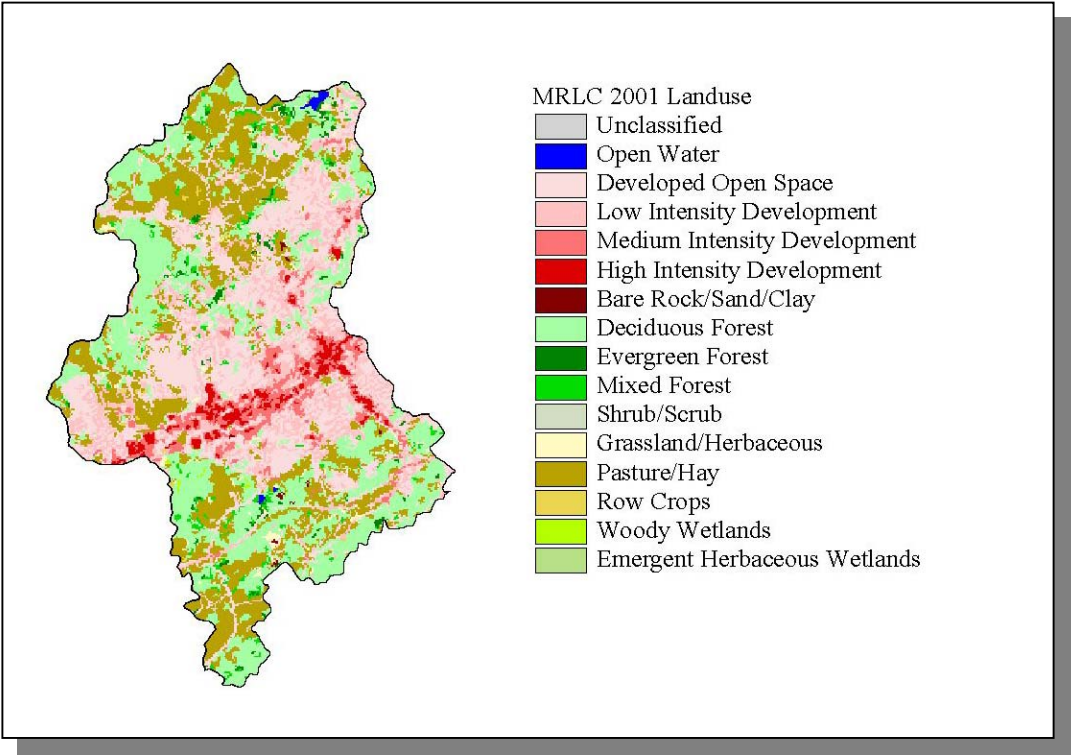 MRLC 2001 Landuse
Unclassified
Open Water
Developed Open Space
Low Intensity Development
Medium Intensity Development
High Intensity Development
Bare Rock/Sand/Clay
Deciduous Forest
Evergreen Forest
Mixed Forest
Shrub/Scrub
Grassland/Herbaceous
Pasture/Hay
Row Crops
Woody Wetlands
Emergent Herbaceous Wetlands